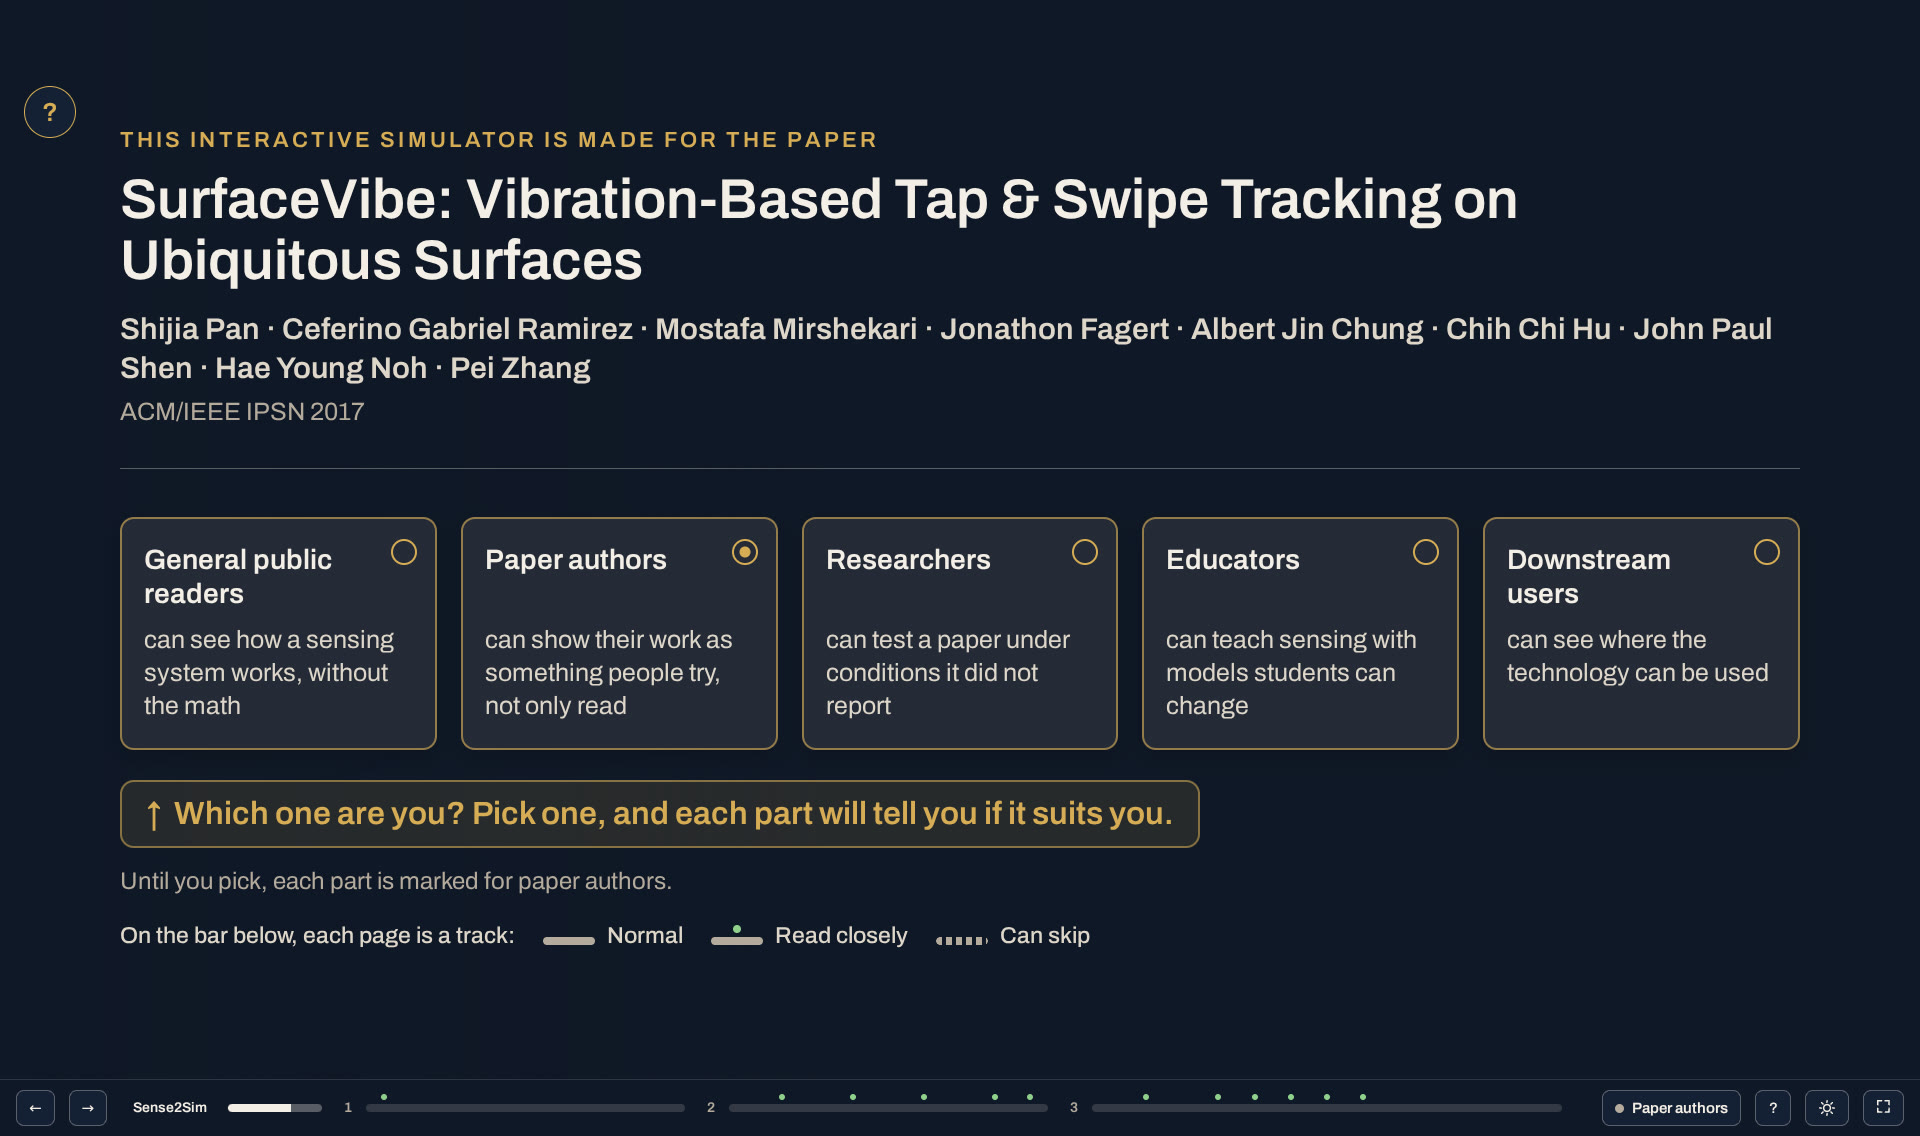 ?
THIS INTERACTIVE SIMULATOR IS MADE FOR THE PAPER
SurfaceVibe: Vibration-Based Tap & Swipe Tracking on
Ubiquitous Surfaces
Shijia Pan · Ceferino Gabriel Ramirez · Mostafa Mirshekari · Jonathon Fagert · Albert Jin Chung · Chih Chi Hu · John Paul
Shen · Hae Young Noh · Pei Zhang
ACM/IEEE IPSN 2017
General public
readers
can see how a sensing
system works, without
the math
Paper authors
can show their work as
something people try,
not only read
Researchers
can test a paper under
conditions it did not
report
Educators
can teach sensing with
models students can
change
Downstream
users
can see where the
technology can be used
↑ Which one are you? Pick one, and each part will tell you if it suits you.
Until you pick, each part is marked for paper authors.
On the bar below, each page is a track: Normal Read closely Can skip
← → Sense2Sim 1 2 3 Paper authors ?